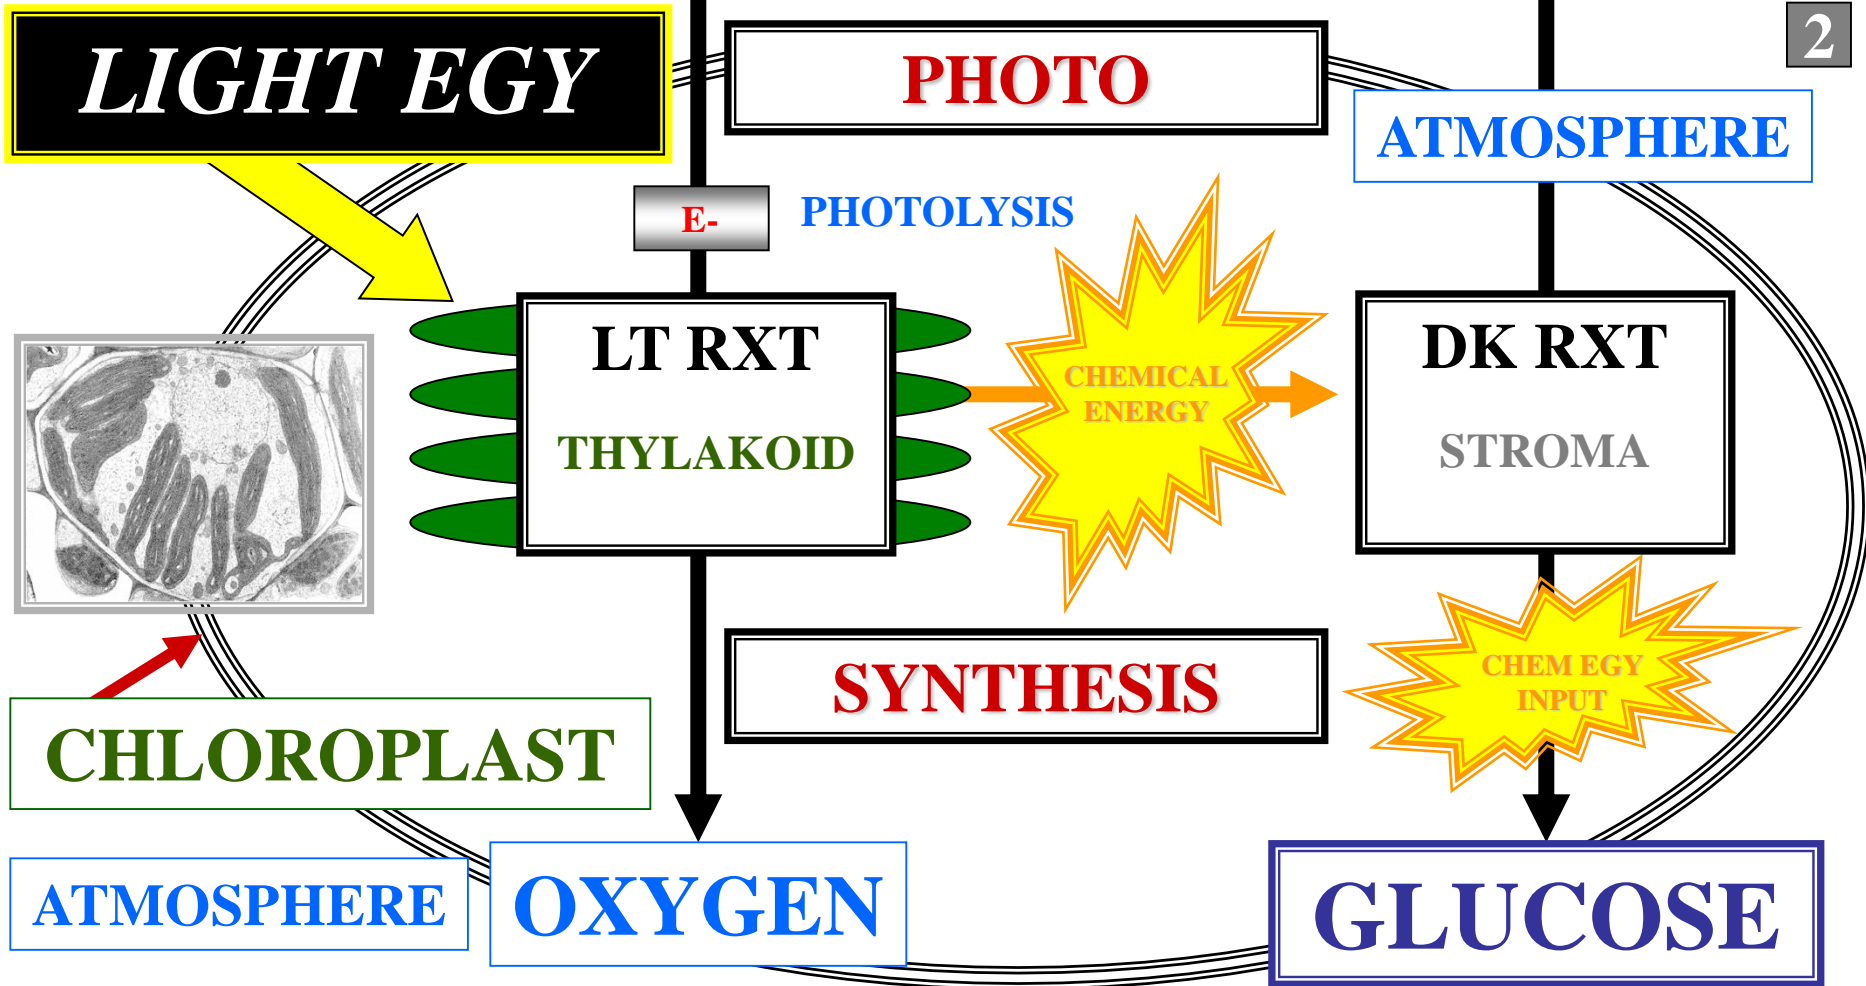 LIGHT EGY
PHOTO
2
ATMOSPHERE
E-
PHOTOLYSIS
LT RXT
THYLAKOID
CHEMICAL
ENERGY
DK RXT
STROMA
SYNTHESIS
CHEM EGY
INPUT
CHLOROPLAST
ATMOSPHERE
OXYGEN
GLUCOSE